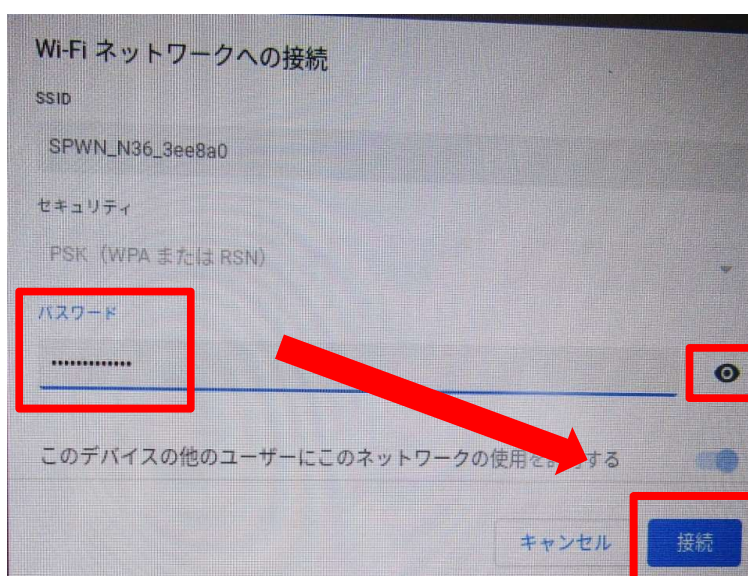 Wi-Fi ネットワークへの接続
SSID
SPWN_N36_3ee8a0
セキュリティ
PSK（WPA または RSN）
パスワード
•••••••••••••
このデバイスの他のユーザーにこのネットワークの使用を する
キャンセル
接続